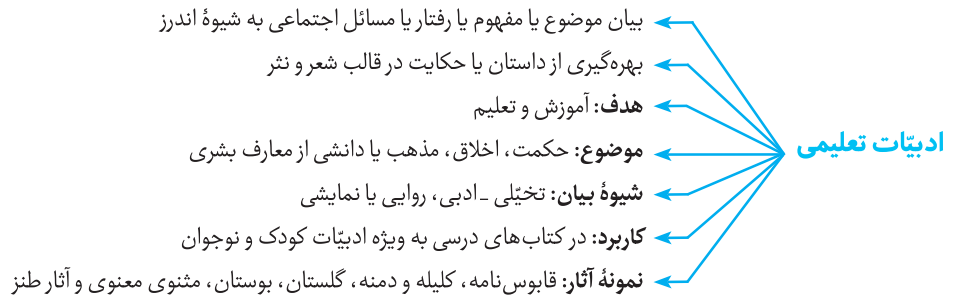 ادبیّات تعلیمی
بیان موضوع یا مفهوم یا رفتار یا مسائل اجتماعی به شیوهٔ اندرز
بهره‌گیری از داستان یا حکایت در قالب شعر و نثر
هدف: آموزش و تعلیم
موضوع: حکمت، اخلاق، مذهب یا دانشی از معارف بشری
شیوهٔ بیان: تخیّلی ـ ادبی، روایی یا نمایشی
کاربرد: در کتاب‌های درسی به ویژه ادبیّات کودک و نوجوان
نمونهٔ آثار: قابوس‌نامه، کلیله و دمنه، گلستان، بوستان، مثنوی معنوی و آثار طنز